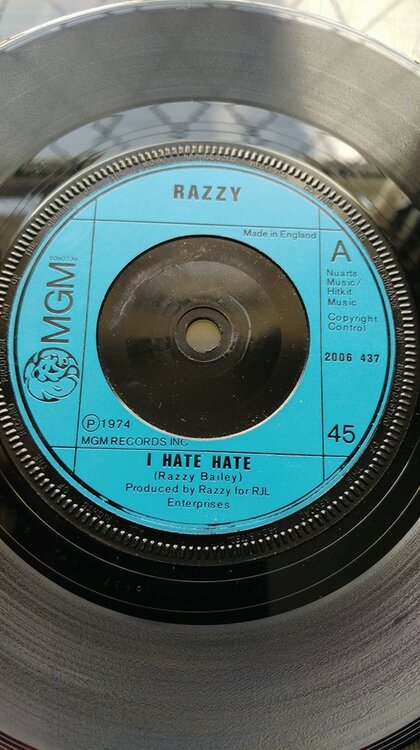 RAZZY
Made in England
A
Nuarts
Music/
Hitkit
Music
Copyright
Control
2006 437
MGM
RECORDS
℗1974
MGM RECORDS INC.
45
I HATE HATE
(Razzy Bailey)
Produced by Razzy for RJL
Enterprises